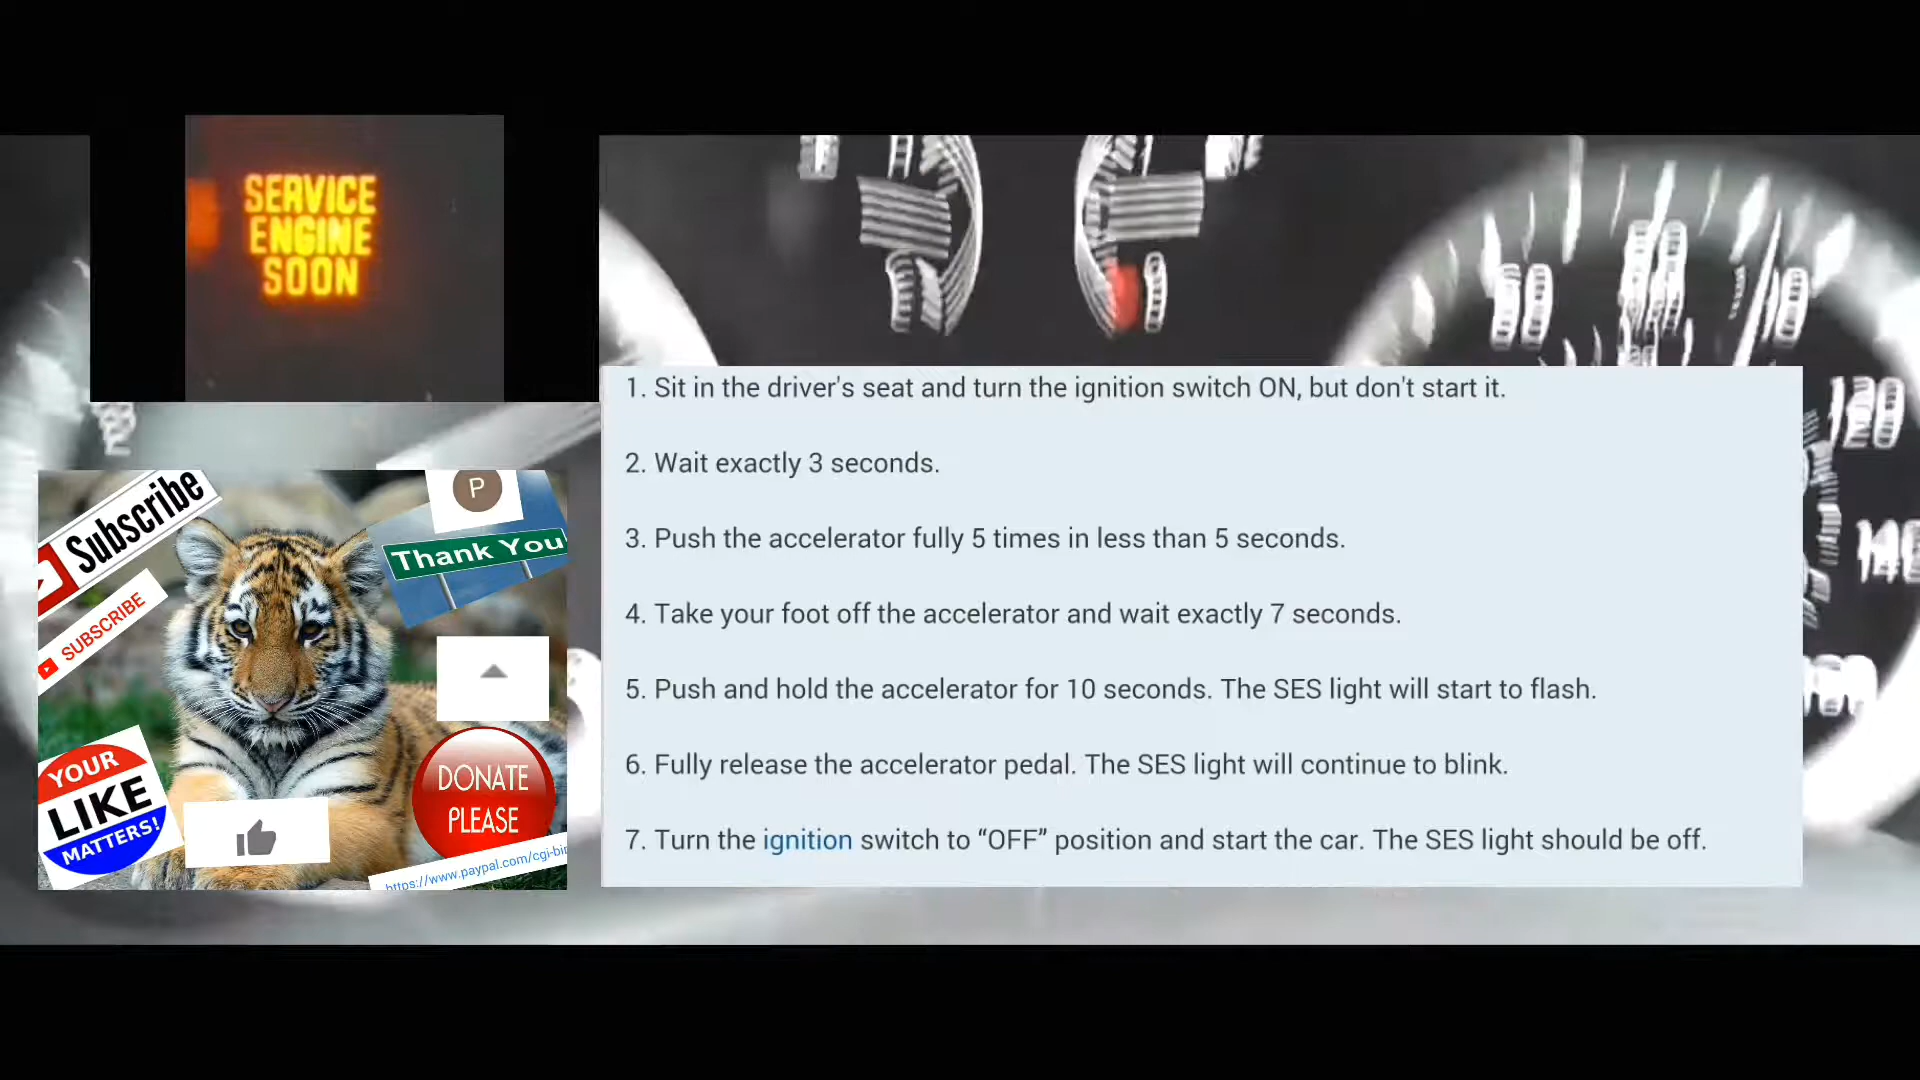 SERVICE
ENGINE
SOON
1. Sit in the driver's seat and turn the ignition switch ON, but don't start it.
2. Wait exactly 3 seconds.
3. Push the accelerator fully 5 times in less than 5 seconds.
4. Take your foot off the accelerator and wait exactly 7 seconds.
5. Push and hold the accelerator for 10 seconds. The SES light will start to flash.
6. Fully release the accelerator pedal. The SES light will continue to blink.
7. Turn the ignition switch to “OFF” position and start the car. The SES light should be off.
Subscribe
P
Thank You
SUBSCRIBE
YOUR
LIKE
MATTERS!
DONATE
PLEASE
https://www.paypal.com/cgi-bin
120
140